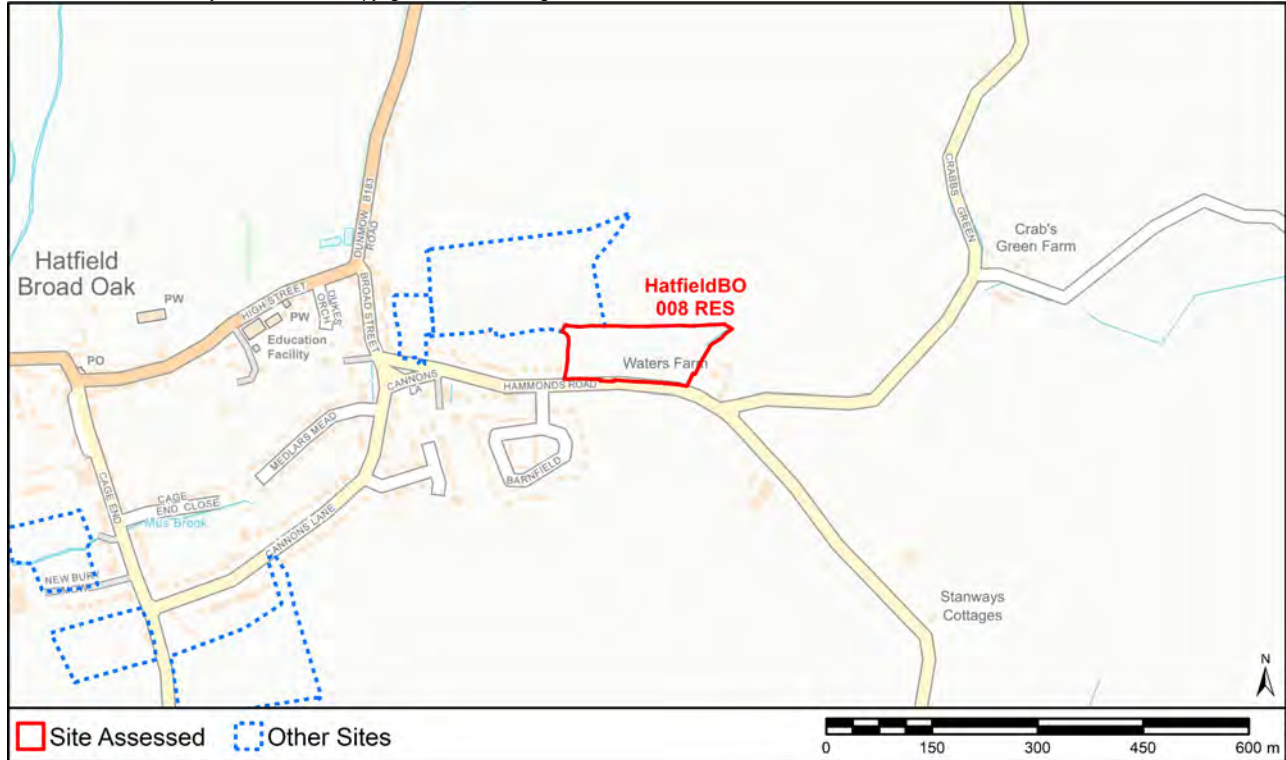 DUNMOW B183
ROAD
CRABBS GREEN
Crab's
Green Farm
Hatfield
Broad Oak
PW
HIGH STREET
DUKES
ORCH
BROAD STREET
PW
Education
Facility
HatfieldBO
008 RES
Waters Farm
PO
CANNONS
LA
HAMMONDS ROAD
MEDLARS MEAD
BARNFIELD
CAGE END
CAGE
END CLOSE
CANNONS LANE
NEW BURY
Stanways
Cottages
N
Site Assessed
Other Sites
0 150 300 450 600 m